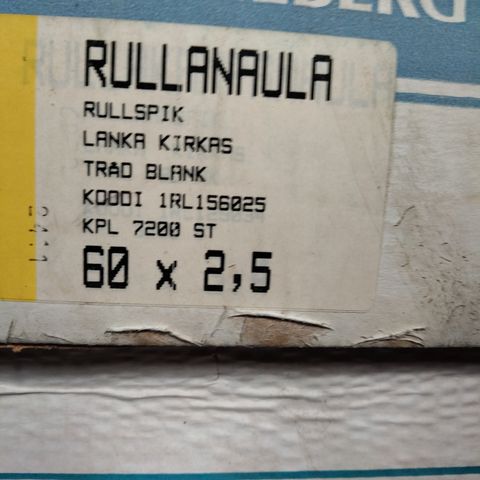 RULLANAULA
RULLSPIK
LANKA KIRKAS
TRÅD BLANK
KOODI 1RL156025
KPL 7200 ST
60 x 2,5